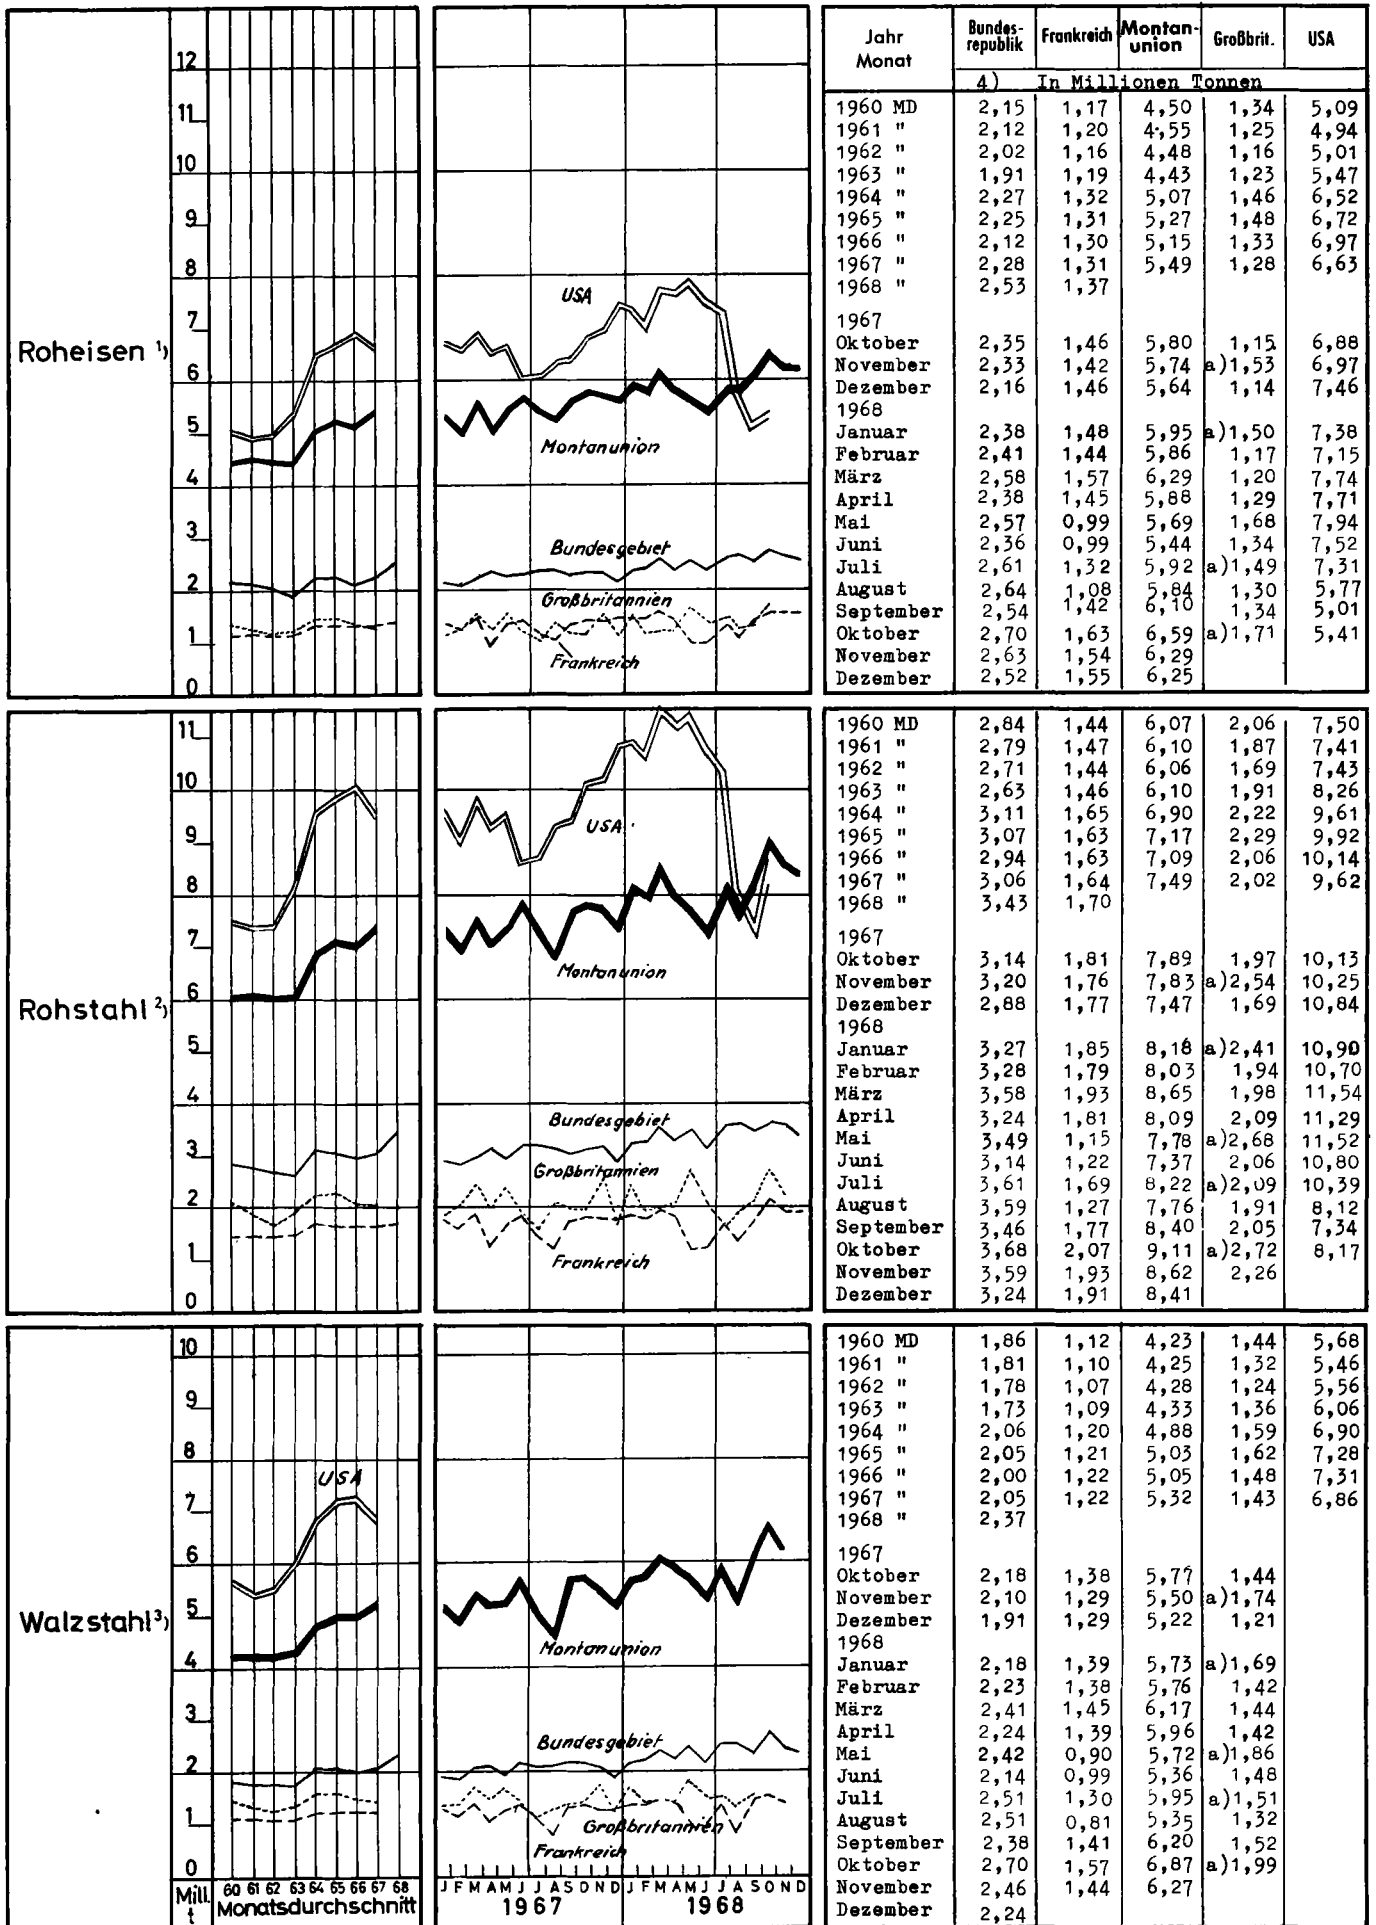 Jahr Monat | Bundes-republik | Frankreich | Montan-union | Großbrit. | USA
4) In Millionen Tonnen
Roheisen 1)
12
11
10
9
8
7
6
5
4
3
2
1
0
USA
Montanunion
Bundesgebiet
Großbritannien
Frankreich
1960 MD 2,15 1,17 4,50 1,34 5,09
1961 " 2,12 1,20 4,55 1,25 4,94
1962 " 2,02 1,16 4,48 1,16 5,01
1963 " 1,91 1,19 4,43 1,23 5,47
1964 " 2,27 1,32 5,07 1,46 6,52
1965 " 2,25 1,31 5,27 1,48 6,72
1966 " 2,12 1,30 5,15 1,33 6,97
1967 " 2,28 1,31 5,49 1,28 6,63
1968 " 2,53 1,37
1967
Oktober 2,35 1,46 5,80 1,15 6,88
November 2,33 1,42 5,74 a)1,53 6,97
Dezember 2,16 1,46 5,64 1,14 7,46
1968
Januar 2,38 1,48 5,95 a)1,50 7,38
Februar 2,41 1,44 5,86 1,17 7,15
März 2,58 1,57 6,29 1,20 7,74
April 2,38 1,45 5,88 1,29 7,71
Mai 2,57 0,99 5,69 1,68 7,94
Juni 2,36 0,99 5,44 1,34 7,52
Juli 2,61 1,32 5,92 a)1,49 7,31
August 2,64 1,08 5,84 1,30 5,77
September 2,54 1,42 6,10 1,34 5,01
Oktober 2,70 1,63 6,59 a)1,71 5,41
November 2,63 1,54 6,29
Dezember 2,52 1,55 6,25
Rohstahl 2)
11
10
9
8
7
6
5
4
3
2
1
0
USA
Montanunion
Bundesgebiet
Großbritannien
Frankreich
1960 MD 2,84 1,44 6,07 2,06 7,50
1961 " 2,79 1,47 6,10 1,87 7,41
1962 " 2,71 1,44 6,06 1,69 7,43
1963 " 2,63 1,46 6,10 1,91 8,26
1964 " 3,11 1,65 6,90 2,22 9,61
1965 " 3,07 1,63 7,17 2,29 9,92
1966 " 2,94 1,63 7,09 2,06 10,14
1967 " 3,06 1,64 7,49 2,02 9,62
1968 " 3,43 1,70
1967
Oktober 3,14 1,81 7,89 1,97 10,13
November 3,20 1,76 7,83 a)2,54 10,25
Dezember 2,88 1,77 7,47 1,69 10,84
1968
Januar 3,27 1,85 8,18 a)2,41 10,90
Februar 3,28 1,79 8,03 1,94 10,70
März 3,58 1,93 8,65 1,98 11,54
April 3,24 1,81 8,09 2,09 11,29
Mai 3,49 1,15 7,78 a)2,68 11,52
Juni 3,14 1,22 7,37 2,06 10,80
Juli 3,61 1,69 8,22 a)2,09 10,39
August 3,59 1,27 7,76 1,91 8,12
September 3,46 1,77 8,40 2,05 7,34
Oktober 3,68 2,07 9,11 a)2,72 8,17
November 3,59 1,93 8,62 2,26
Dezember 3,24 1,91 8,41
Walzstahl 3)
10
9
8
7
6
5
4
3
2
1
0
USA
Montanunion
Bundesgebiet
Großbritannien
Frankreich
1960 MD 1,86 1,12 4,23 1,44 5,68
1961 " 1,81 1,10 4,25 1,32 5,46
1962 " 1,78 1,07 4,28 1,24 5,56
1963 " 1,73 1,09 4,33 1,36 6,06
1964 " 2,06 1,20 4,88 1,59 6,90
1965 " 2,05 1,21 5,03 1,62 7,28
1966 " 2,00 1,22 5,05 1,48 7,31
1967 " 2,05 1,22 5,32 1,43 6,86
1968 " 2,37
1967
Oktober 2,18 1,38 5,77 1,44
November 2,10 1,29 5,50 a)1,74
Dezember 1,91 1,29 5,22 1,21
1968
Januar 2,18 1,39 5,73 a)1,69
Februar 2,23 1,38 5,76 1,42
März 2,41 1,45 6,17 1,44
April 2,24 1,39 5,96 1,42
Mai 2,42 0,90 5,72 a)1,86
Juni 2,14 0,99 5,36 1,48
Juli 2,51 1,30 5,95 a)1,51
August 2,51 0,81 5,35 1,32
September 2,38 1,41 6,20 1,52
Oktober 2,70 1,57 6,87 a)1,99
November 2,46 1,44 6,27
Dezember 2,24
Mill. t
60 61 62 63 64 65 66 67 68
Monatsdurchschnitt
J F M A M J J A S O N D J F M A M J J A S O N D
1967 1968